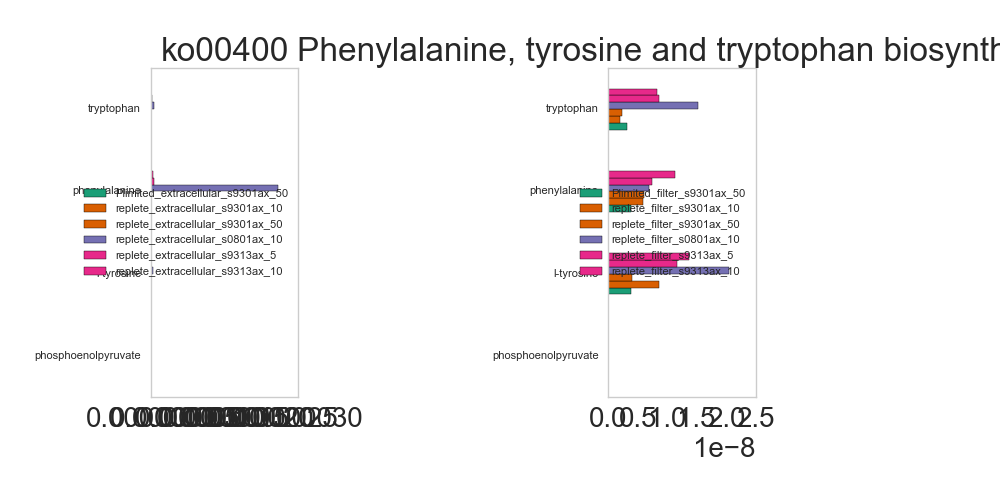 ko00400 Phenylalanine, tyrosine and tryptophan biosynth
tryptophan
phenylalanine
l-tyrosine
phosphoenolpyruvate
Plimited_extracellular_s9301ax_50
replete_extracellular_s9301ax_10
replete_extracellular_s9301ax_50
replete_extracellular_s0801ax_10
replete_extracellular_s9313ax_5
replete_extracellular_s9313ax_10
tryptophan
phenylalanine
l-tyrosine
phosphoenolpyruvate
Plimited_filter_s9301ax_50
replete_filter_s9301ax_10
replete_filter_s9301ax_50
replete_filter_s0801ax_10
replete_filter_s9313ax_5
replete_filter_s9313ax_10
0.0 0.5 1.0 1.5 2.0 2.5
1e−8